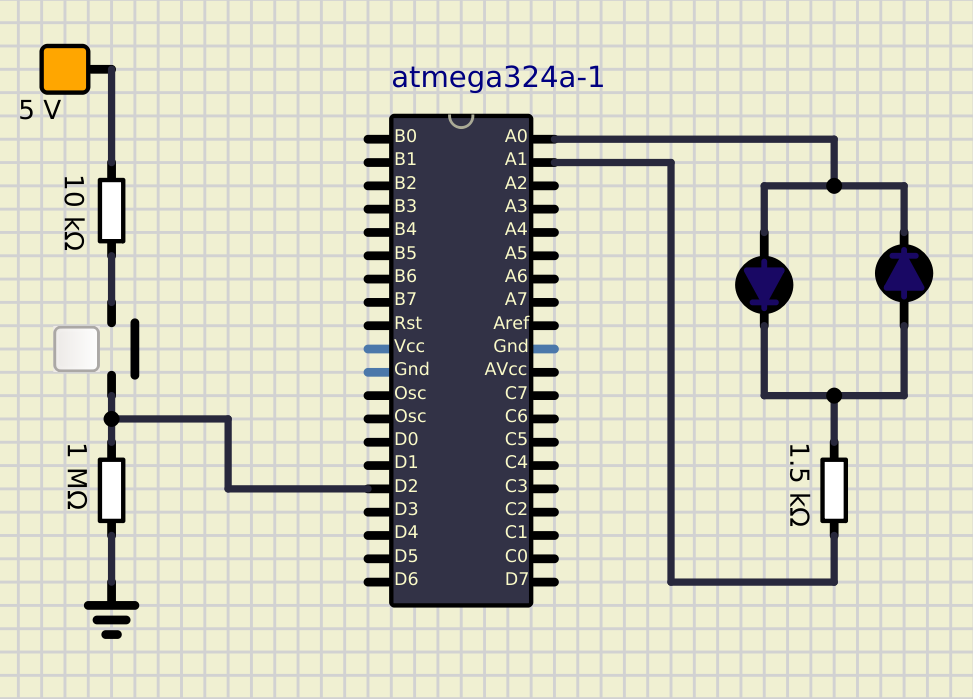 atmega324a-1
5 V
10 kΩ
1 MΩ
B0
B1
B2
B3
B4
B5
B6
B7
Rst
Vcc
Gnd
Osc
Osc
D0
D1
D2
D3
D4
D5
D6
A0
A1
A2
A3
A4
A5
A6
A7
Aref
Gnd
AVcc
C7
C6
C5
C4
C3
C2
C1
C0
D7
1.5 kΩ